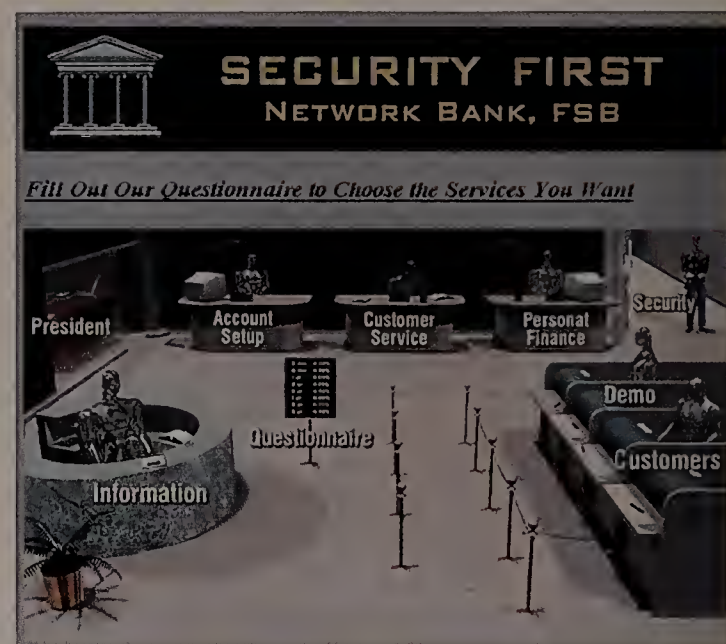 SECURITY FIRST
NETWORK BANK, FSB
Fill Out Our Questionnaire to Choose the Services You Want
President
Account
Setup
Customer
Service
Personal
Finance
Security
Demo
Questionnaire
Customers
Information